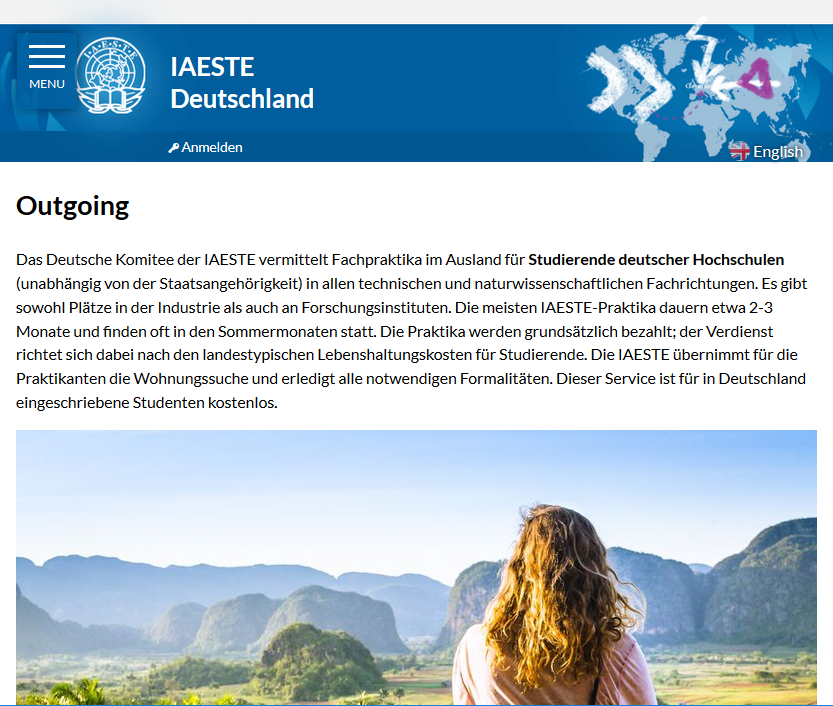 I.A.E.S.T.E
MENU
IAESTE
Deutschland
Anmelden
English
Outgoing
Das Deutsche Komitee der IAESTE vermittelt Fachpraktika im Ausland für Studierende deutscher Hochschulen
(unabhängig von der Staatsangehörigkeit) in allen technischen und naturwissenschaftlichen Fachrichtungen. Es gibt
sowohl Plätze in der Industrie als auch an Forschungsinstituten. Die meisten IAESTE-Praktika dauern etwa 2-3
Monate und finden oft in den Sommermonaten statt. Die Praktika werden grundsätzlich bezahlt; der Verdienst
richtet sich dabei nach den landestypischen Lebenshaltungskosten für Studierende. Die IAESTE übernimmt für die
Praktikanten die Wohnungssuche und erledigt alle notwendigen Formalitäten. Dieser Service ist für in Deutschland
eingeschriebene Studenten kostenlos.